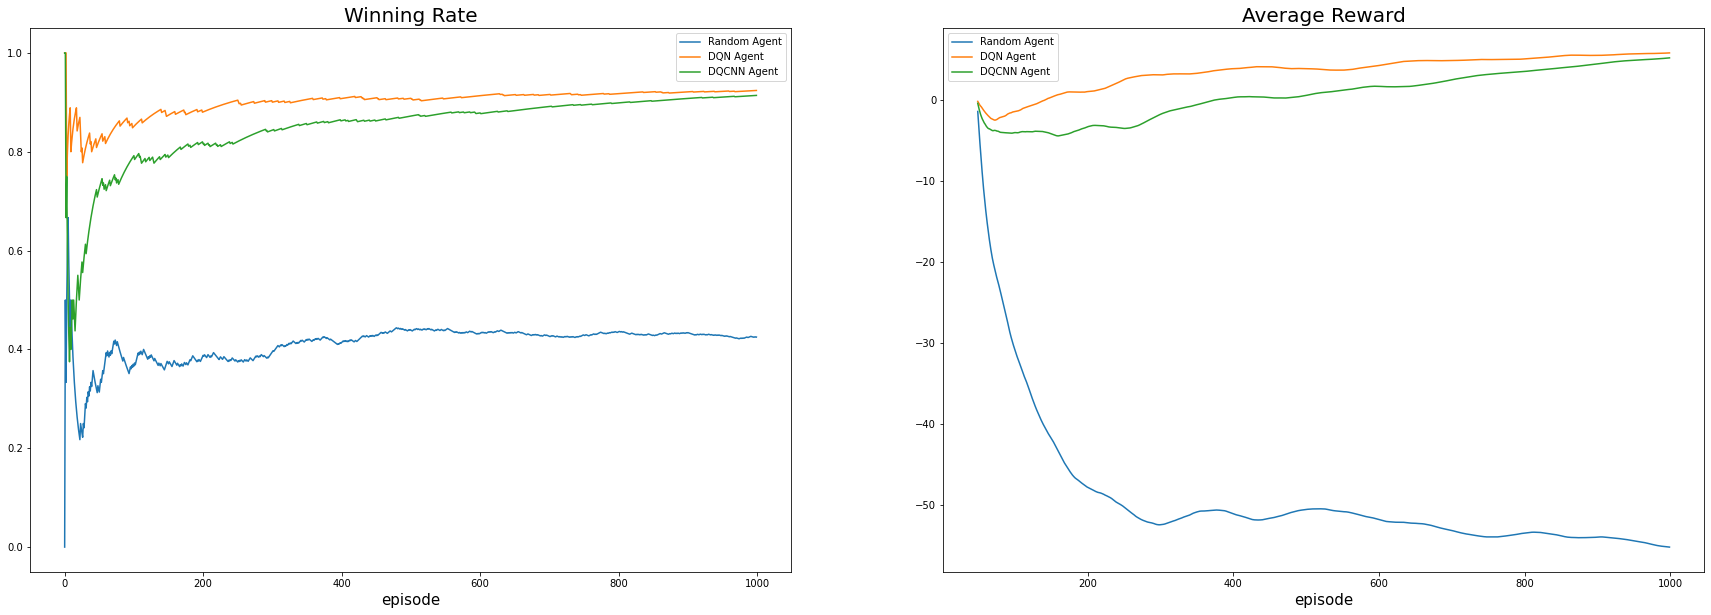 Winning Rate
Random Agent
DQN Agent
DQCNN Agent
1.0
0.8
0.6
0.4
0.2
0.0
0
200
400
600
800
1000
episode
Average Reward
Random Agent
DQN Agent
DQCNN Agent
0
−10
−20
−30
−40
−50
200
400
600
800
1000
episode